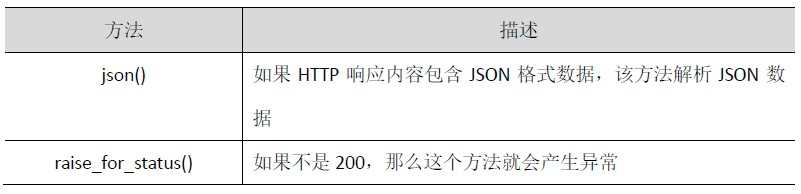 方法 描述
json() 如果 HTTP 响应内容包含 JSON 格式数据，该方法解析 JSON 数
据
raise_for_status() 如果不是 200，那么这个方法就会产生异常